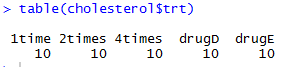 > table(cholesterol$trt)
1time 2times 4times drugD drugE
10 10 10 10 10